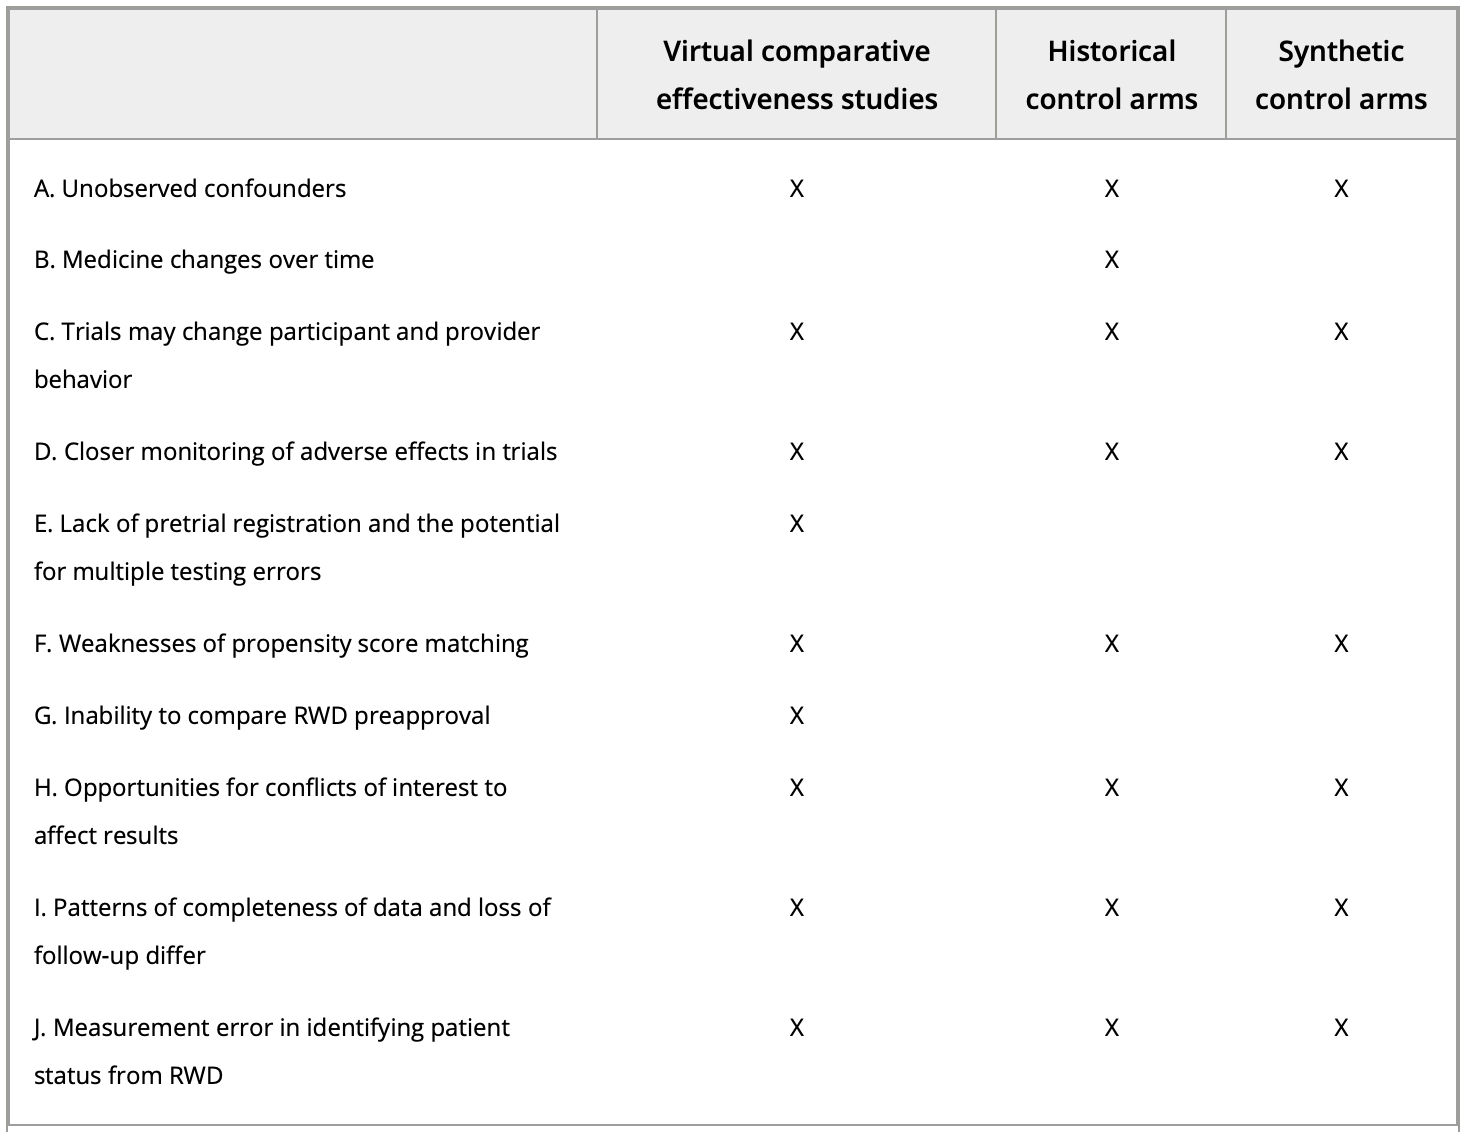 Virtual comparative effectiveness studies Historical control arms Synthetic control arms
A. Unobserved confounders X X X
B. Medicine changes over time X
C. Trials may change participant and provider X X X
behavior
D. Closer monitoring of adverse effects in trials X X X
E. Lack of pretrial registration and the potential X
for multiple testing errors
F. Weaknesses of propensity score matching X X X
G. Inability to compare RWD preapproval X
H. Opportunities for conflicts of interest to X X X
affect results
I. Patterns of completeness of data and loss of X X X
follow-up differ
J. Measurement error in identifying patient X X X
status from RWD